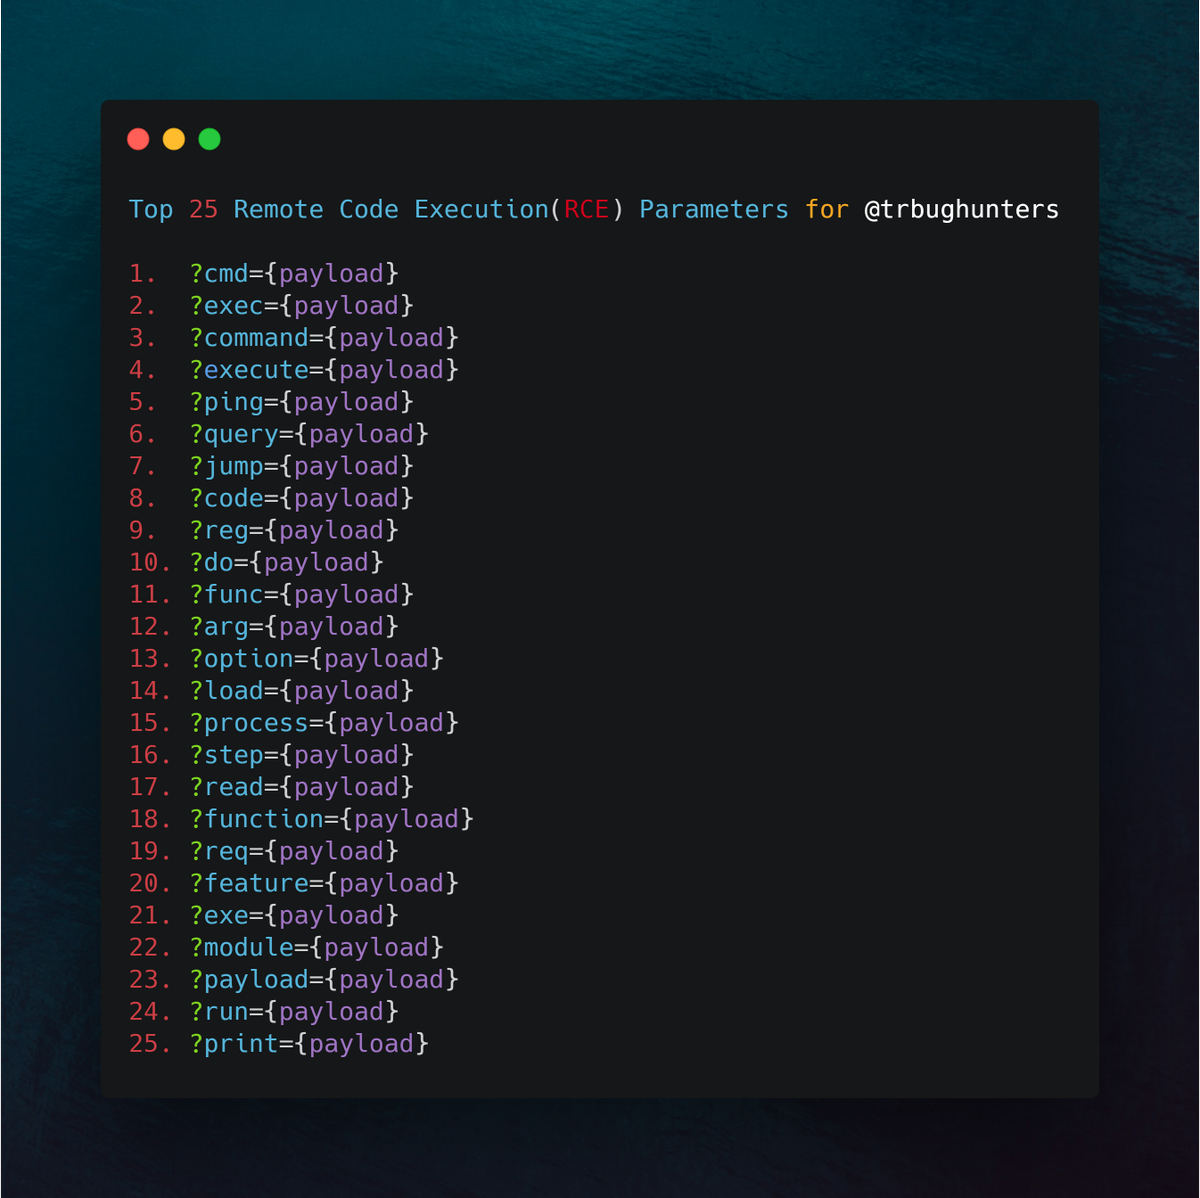 Top 25 Remote Code Execution(RCE) Parameters for @trbughunters
1. ?cmd={payload}
2. ?exec={payload}
3. ?command={payload}
4. ?execute={payload}
5. ?ping={payload}
6. ?query={payload}
7. ?jump={payload}
8. ?code={payload}
9. ?reg={payload}
10. ?do={payload}
11. ?func={payload}
12. ?arg={payload}
13. ?option={payload}
14. ?load={payload}
15. ?process={payload}
16. ?step={payload}
17. ?read={payload}
18. ?function={payload}
19. ?req={payload}
20. ?feature={payload}
21. ?exe={payload}
22. ?module={payload}
23. ?payload={payload}
24. ?run={payload}
25. ?print={payload}